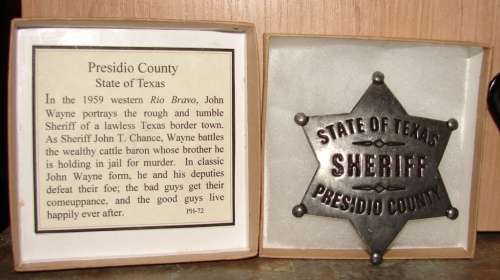 Presidio County
State of Texas
In the 1959 western Rio Bravo, John
Wayne portrays the rough and tumble
Sheriff of a lawless Texas border town.
As Sheriff John T. Chance, Wayne battles
the wealthy cattle baron whose brother he
is holding in jail for murder. In classic
John Wayne form, he and his deputies
defeat their foe; the bad guys get their
comeuppance, and the good guys live
happily ever after. PH-72
STATE OF TEXAS
SHERIFF
PRESIDIO COUNTY